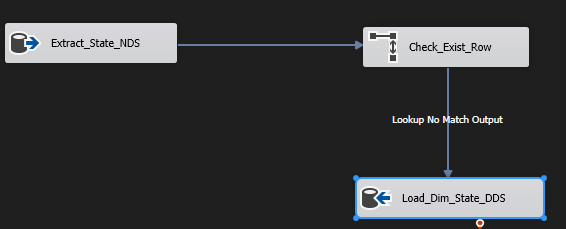 Extract_State_NDS
Check_Exist_Row
Lookup No Match Output
Load_Dim_State_DDS